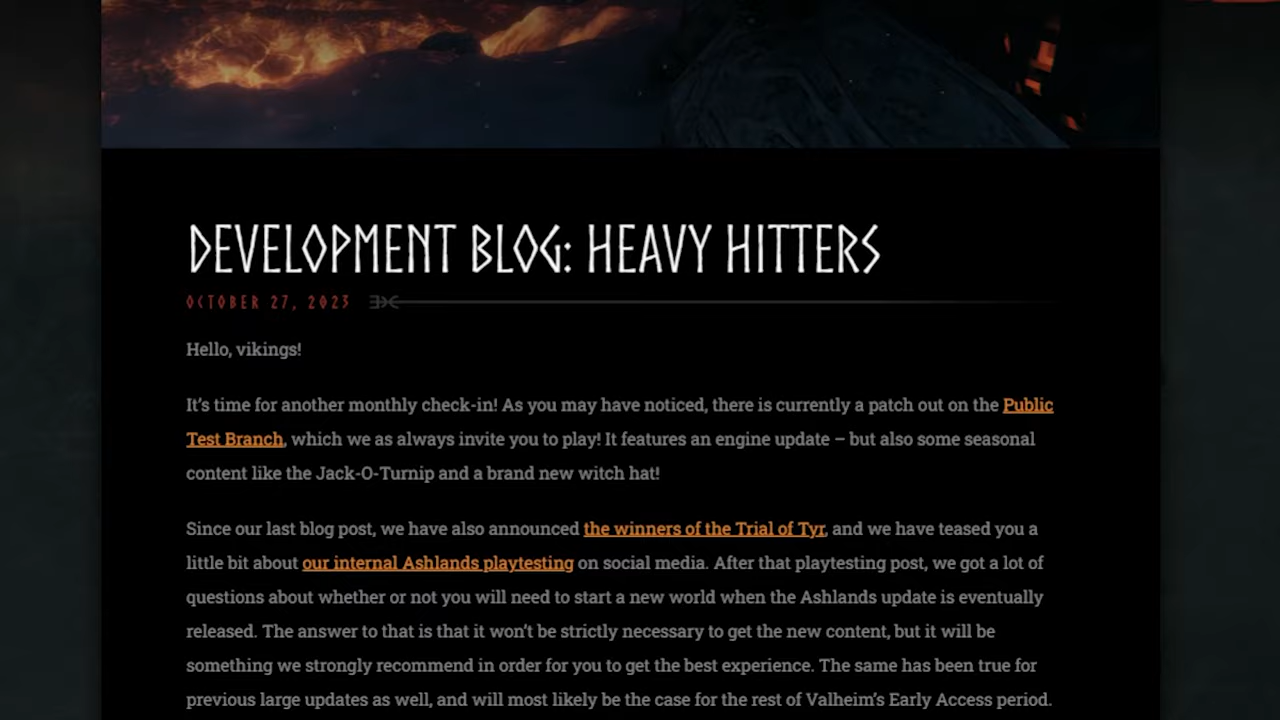 DEVELOPMENT BLOG: HEAVY HITTERS
OCTOBER 27, 2023
Hello, vikings!
It’s time for another monthly check-in! As you may have noticed, there is currently a patch out on the Public
Test Branch, which we as always invite you to play! It features an engine update – but also some seasonal
content like the Jack-O-Turnip and a brand new witch hat!
Since our last blog post, we have also announced the winners of the Trial of Tyr, and we have teased you a
little bit about our internal Ashlands playtesting on social media. After that playtesting post, we got a lot of
questions about whether or not you will need to start a new world when the Ashlands update is eventually
released. The answer to that is that it won’t be strictly necessary to get the new content, but it will be
something we strongly recommend in order for you to get the best experience. The same has been true for
previous large updates as well, and will most likely be the case for the rest of Valheim’s Early Access period.